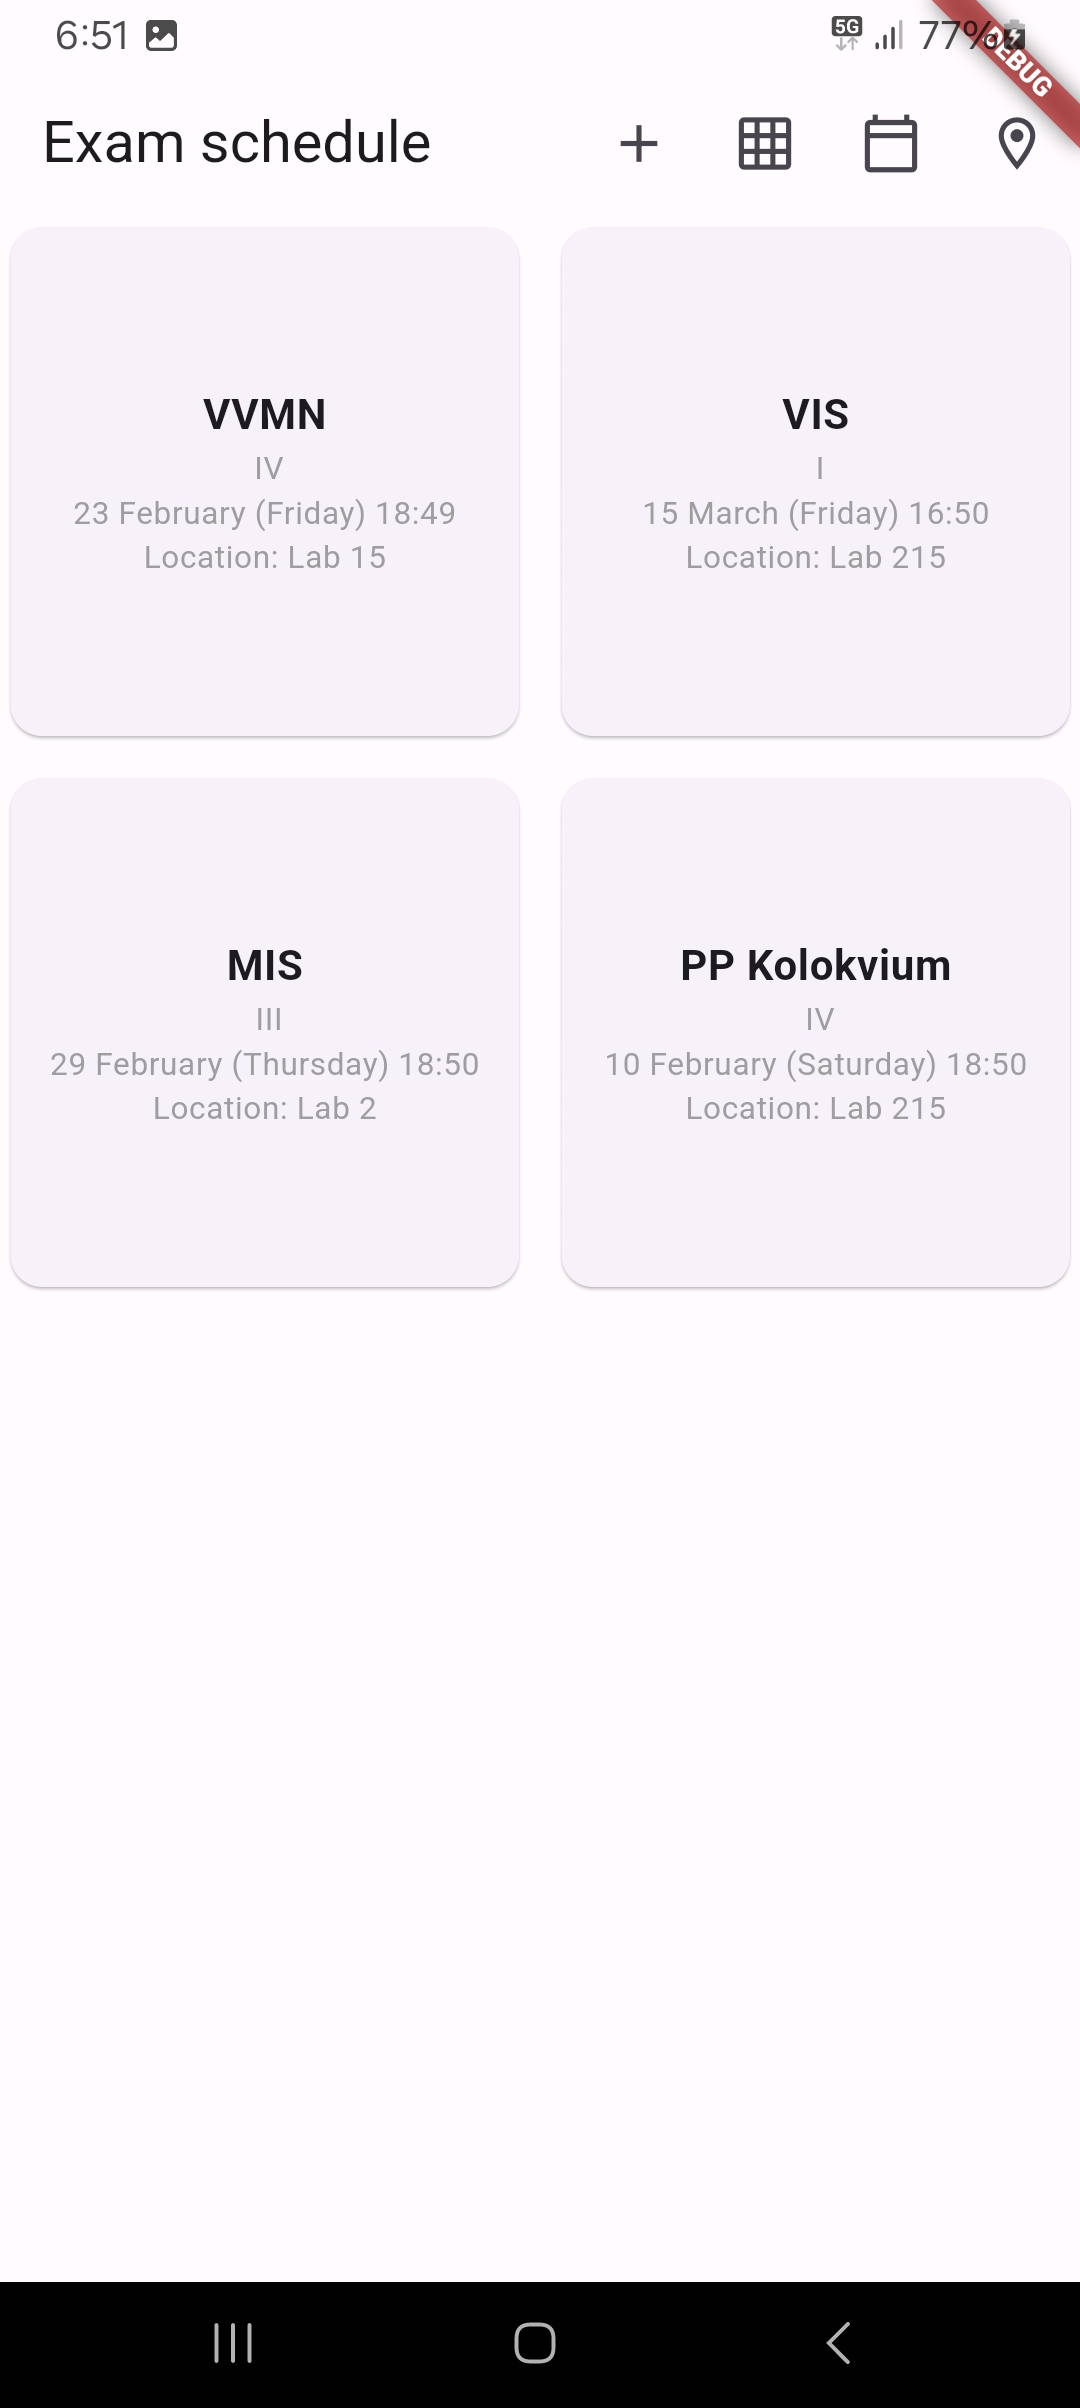 6:51
5G 77%
DEBUG
Exam schedule
VVMN
IV
23 February (Friday) 18:49
Location: Lab 15
VIS
I
15 March (Friday) 16:50
Location: Lab 215
MIS
III
29 February (Thursday) 18:50
Location: Lab 2
PP Kolokvium
IV
10 February (Saturday) 18:50
Location: Lab 215